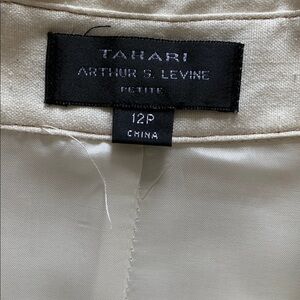 TAHARI
ARTHUR S. LEVINE
PETITE
12P
CHINA